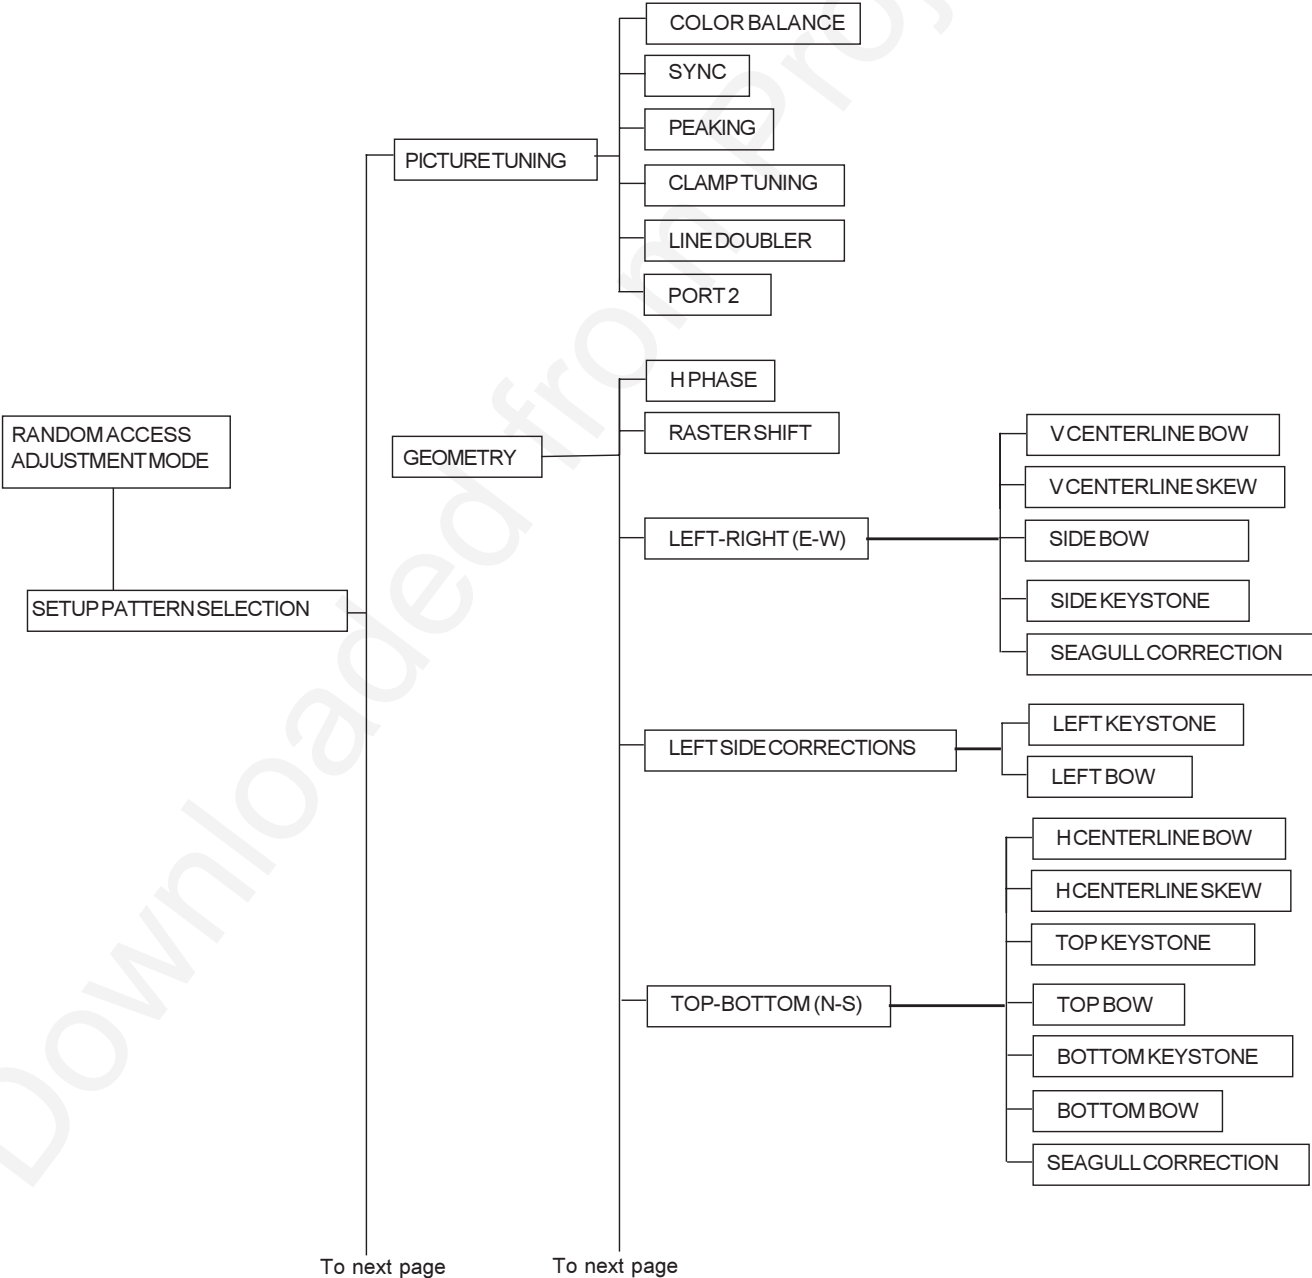 COLOR BALANCE
SYNC
PEAKING
PICTURE TUNING
CLAMP TUNING
LINE DOUBLER
PORT 2
H PHASE
RASTER SHIFT
GEOMETRY
RANDOM ACCESS
ADJUSTMENT MODE
SETUP PATTERN SELECTION
LEFT-RIGHT (E-W)
V CENTERLINE BOW
V CENTERLINE SKEW
SIDE BOW
SIDE KEYSTONE
SEAGULL CORRECTION
LEFT SIDE CORRECTIONS
LEFT KEYSTONE
LEFT BOW
TOP-BOTTOM (N-S)
H CENTERLINE BOW
H CENTERLINE SKEW
TOP KEYSTONE
TOP BOW
BOTTOM KEYSTONE
BOTTOM BOW
SEAGULL CORRECTION
To next page
To next page
Downloaded from